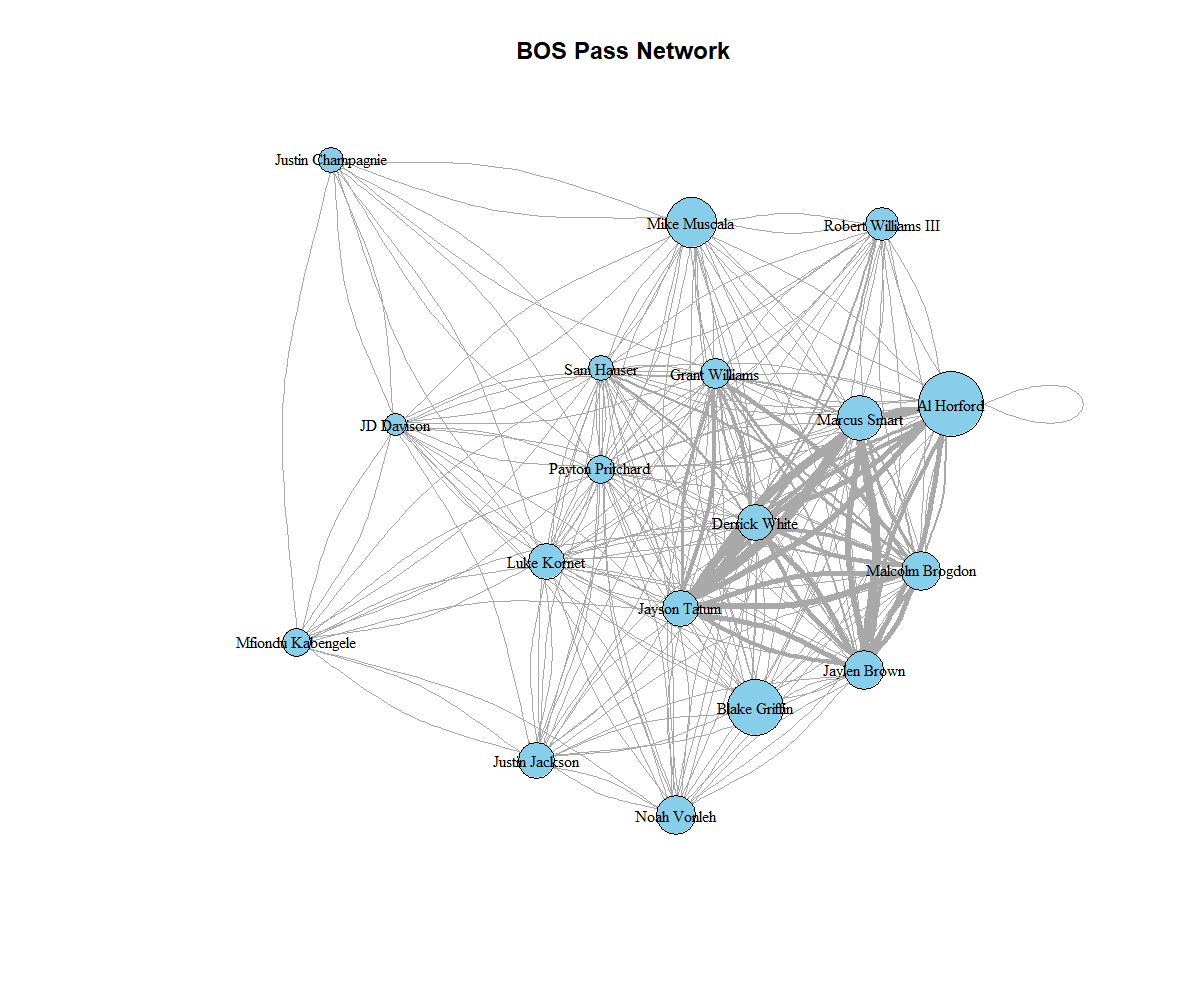 BOS Pass Network
Justin Champagnie
Mike Muscala
Robert Williams III
Sam Hauser
Grant Williams
Al Horford
Marcus Smart
JD Davison
Payton Pritchard
Derrick White
Luke Kornet
Malcolm Brogdon
Jayson Tatum
Mfiondu Kabengele
Jaylen Brown
Blake Griffin
Justin Jackson
Noah Vonleh